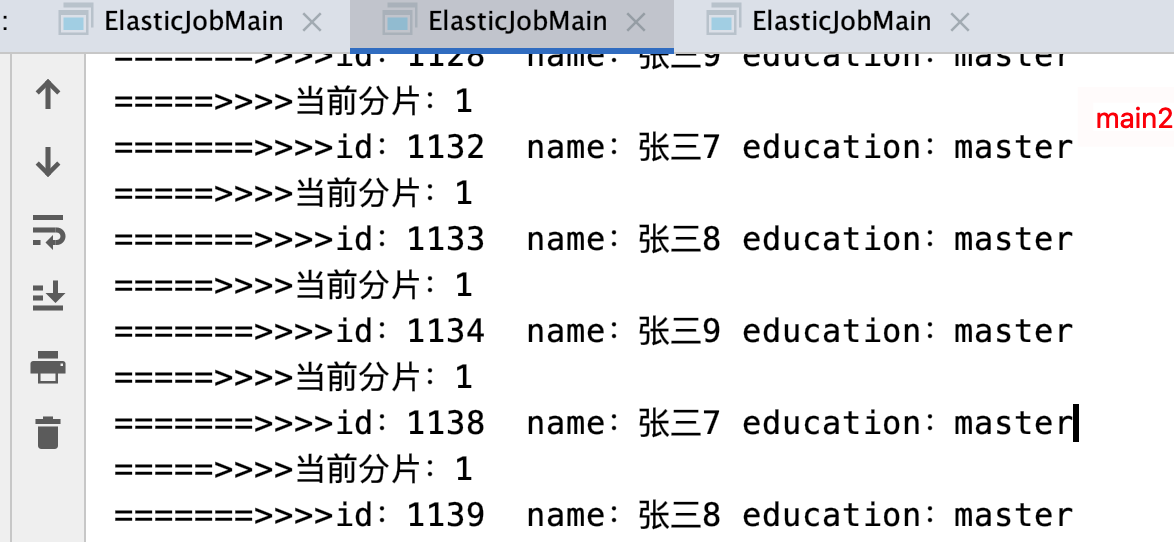 : ElasticJobMain ElasticJobMain ElasticJobMain
=======>>>>id：1128  name：张三9 education：master
=====>>>>当前分片：1
main2
=======>>>>id：1132  name：张三7 education：master
=====>>>>当前分片：1
=======>>>>id：1133  name：张三8 education：master
=====>>>>当前分片：1
=======>>>>id：1134  name：张三9 education：master
=====>>>>当前分片：1
=======>>>>id：1138  name：张三7 education：master
=====>>>>当前分片：1
=======>>>>id：1139  name：张三8 education：master